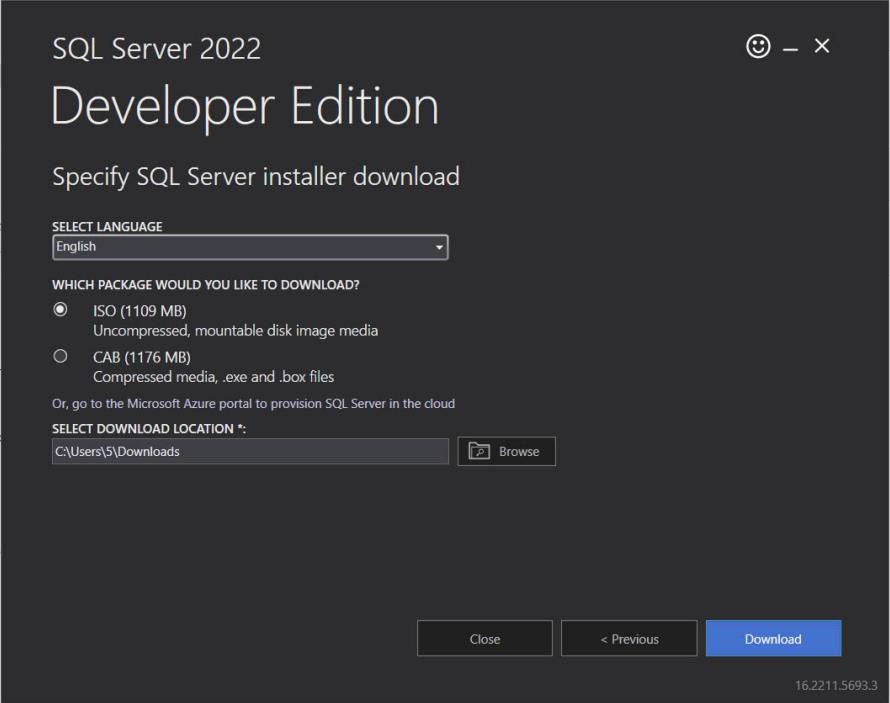 SQL Server 2022
Developer Edition
Specify SQL Server installer download
SELECT LANGUAGE
English
WHICH PACKAGE WOULD YOU LIKE TO DOWNLOAD?
ISO (1109 MB)
Uncompressed, mountable disk image media
CAB (1176 MB)
Compressed media, .exe and .box files
Or, go to the Microsoft Azure portal to provision SQL Server in the cloud
SELECT DOWNLOAD LOCATION *:
C:\Users\5\Downloads
Browse
Close
< Previous
Download
16.2211.5693.3